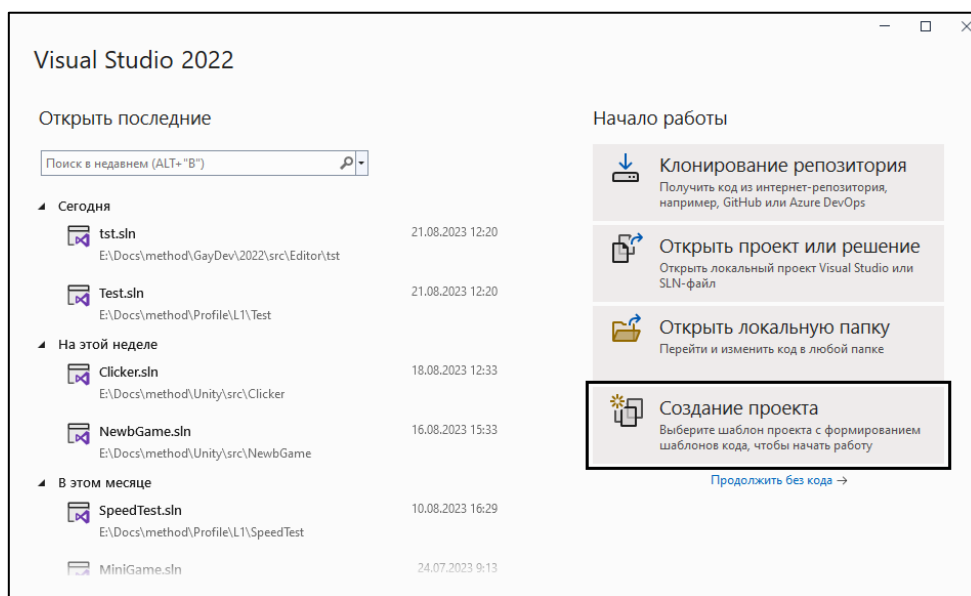 Visual Studio 2022
Открыть последние
Поиск в недавнем (ALT+"В")
Сегодня
tst.sln 21.08.2023 12:20
E:\Docs\method\GayDev\2022\src\Editor\tst
Test.sln 21.08.2023 12:20
E:\Docs\method\Profile\L1\Test
На этой неделе
Clicker.sln 18.08.2023 12:33
E:\Docs\method\Unity\src\Clicker
NewbGame.sln 16.08.2023 15:33
E:\Docs\method\Unity\src\NewbGame
В этом месяце
SpeedTest.sln 10.08.2023 16:29
E:\Docs\method\Profile\L1\SpeedTest
MiniGame.sln 24.07.2023 9:13
Начало работы
Клонирование репозитория
Получить код из интернет-репозитория,
например, GitHub или Azure DevOps
Открыть проект или решение
Открыть локальный проект Visual Studio или
SLN-файл
Открыть локальную папку
Перейти и изменить код в любой папке
Создание проекта
Выберите шаблон проекта с формированием
шаблонов кода, чтобы начать работу
Продолжить без кода →